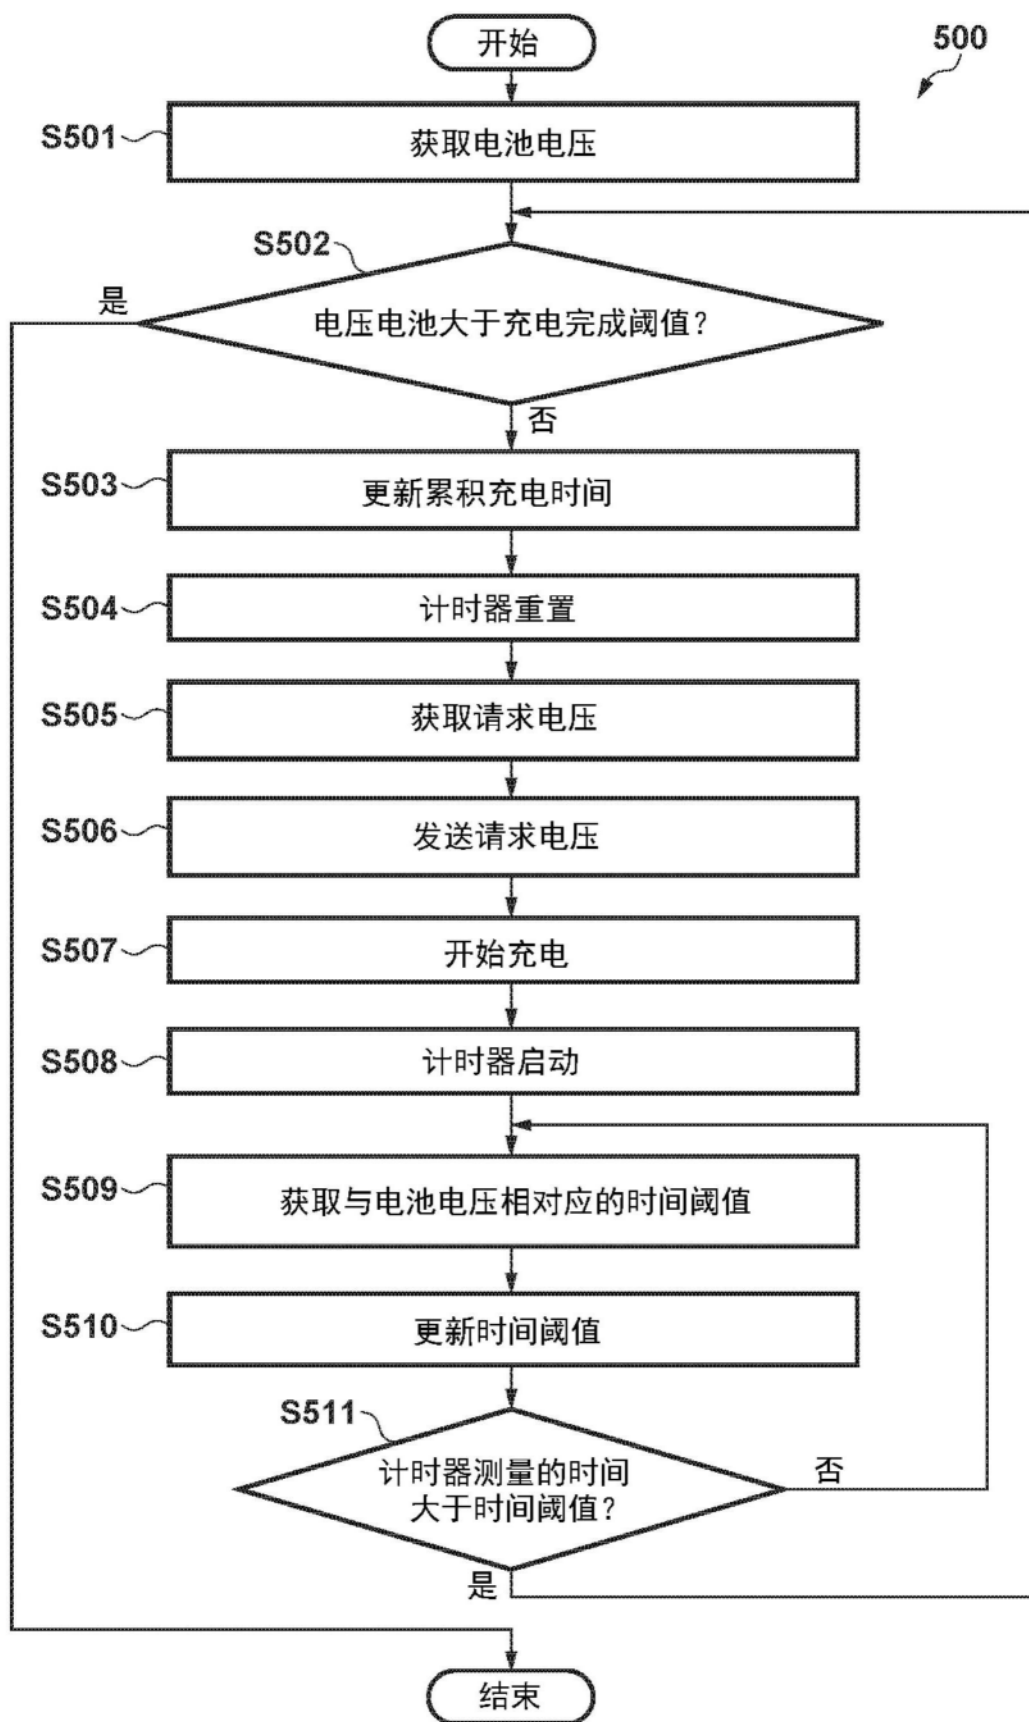 开始
500
S501
获取电池电压
S502
是
电压电池大于充电完成阈值?
否
S503
更新累积充电时间
S504
计时器重置
S505
获取请求电压
S506
发送请求电压
S507
开始充电
S508
计时器启动
S509
获取与电池电压相对应的时间阈值
S510
更新时间阈值
S511
计时器测量的时间
大于时间阈值?
否
是
结束